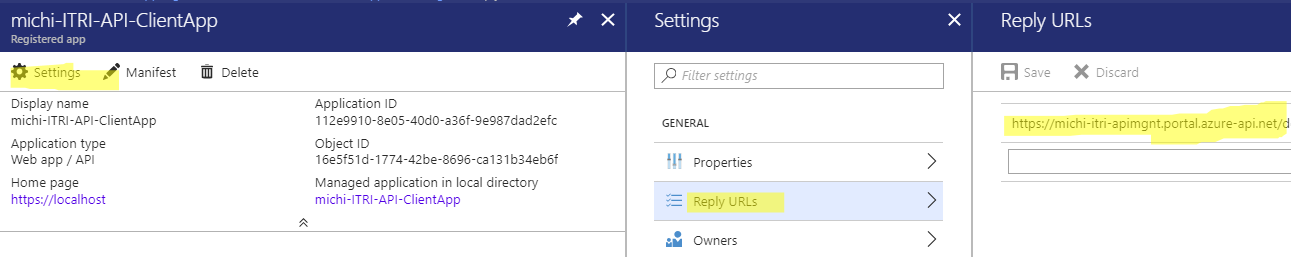 michi-ITRI-API-ClientApp
Registered app
Settings
Manifest
Delete
Display name
michi-ITRI-API-ClientApp
Application ID
112e9910-8e05-40d0-a36f-9e987dad2efc
Application type
Web app / API
Object ID
16e5f51d-1774-42be-8696-ca131b34eb6f
Home page
https://localhost
Managed application in local directory
michi-ITRI-API-ClientApp
Settings
Filter settings
GENERAL
Properties
Reply URLs
Owners
Reply URLs
Save
Discard
https://michi-itri-apimgnt.portal.azure-api.net/d